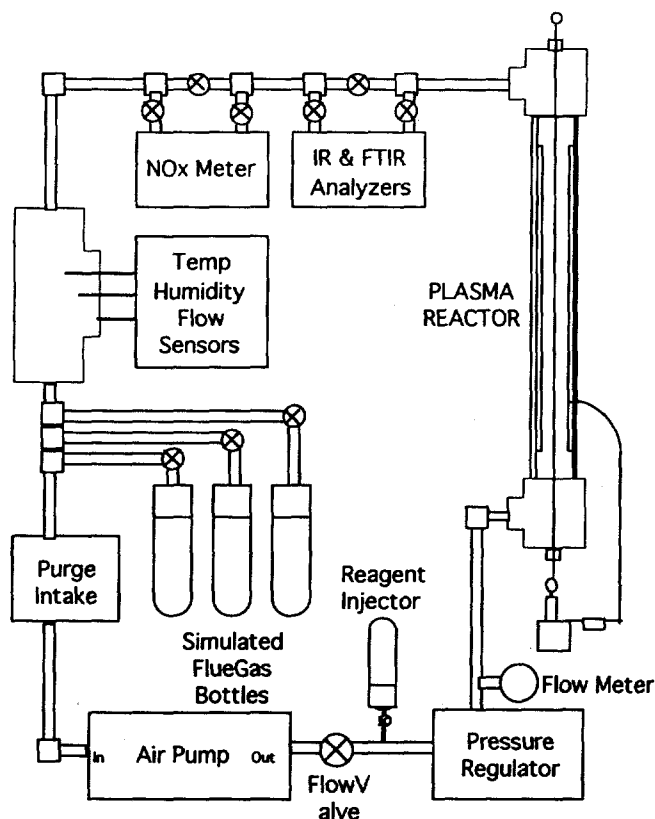 NOx Meter
IR & FTIR
Analyzers
Temp
Humidity
Flow
Sensors
PLASMA
REACTOR
Purge
Intake
Simulated
FlueGas
Bottles
Reagent
Injector
Flow Meter
In
Air Pump
Out
FlowV
alve
Pressure
Regulator